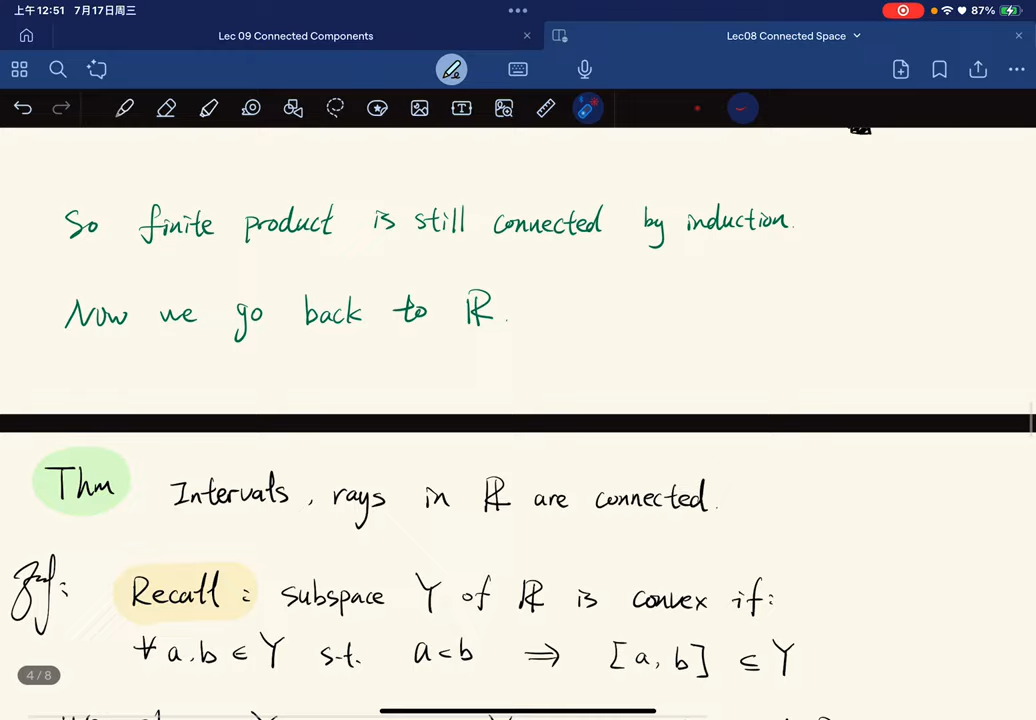 上午12:51 7月17日周三
87%
Lec 09 Connected Components
Lec08 Connected Space
So finite product is still connected by induction.
Now we go back to ℝ.
Thm Intervals, rays in ℝ are connected.
Recall: subspace Y of ℝ is convex if:
∀ a, b ∈ Y s.t. a < b ⟹ [a, b] ⊆ Y
4 / 8